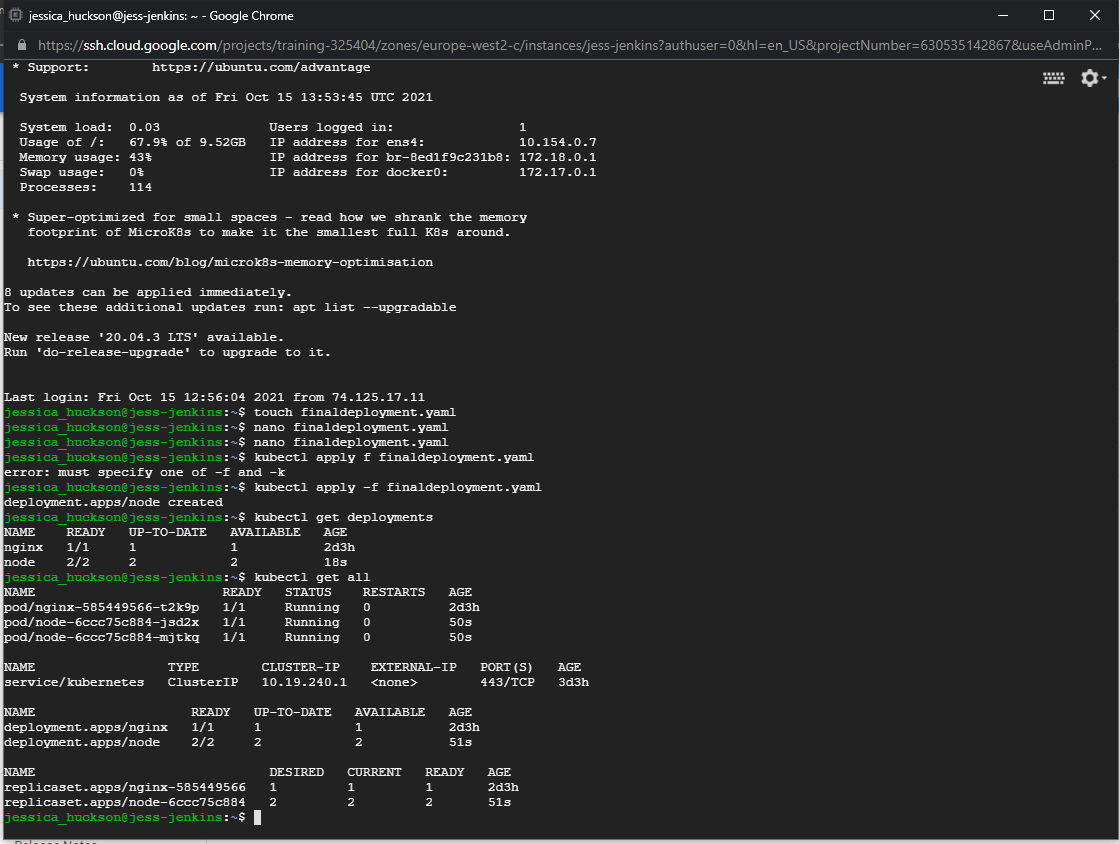 jessica_huckson@jess-jenkins: ~ - Google Chrome
https://ssh.cloud.google.com/projects/training-325404/zones/europe-west2-c/instances/jess-jenkins?authuser=0&hl=en_US&projectNumber=630535142867&useAdminP...
* Support:        https://ubuntu.com/advantage
System information as of Fri Oct 15 13:53:45 UTC 2021
System load:  0.03                Users logged in:                1
Usage of /:   67.9% of 9.52GB   IP address for ens4:            10.154.0.7
Memory usage: 43%               IP address for br-8ed1f9c231b8: 172.18.0.1
Swap usage:   0%                IP address for docker0:         172.17.0.1
Processes:    114
* Super-optimized for small spaces - read how we shrank the memory
footprint of MicroK8s to make it the smallest full K8s around.
https://ubuntu.com/blog/microk8s-memory-optimisation
8 updates can be applied immediately.
To see these additional updates run: apt list --upgradable
New release '20.04.3 LTS' available.
Run 'do-release-upgrade' to upgrade to it.
Last login: Fri Oct 15 12:56:04 2021 from 74.125.17.11
jessica_huckson@jess-jenkins:~$ touch finaldeployment.yaml
jessica_huckson@jess-jenkins:~$ nano finaldeployment.yaml
jessica_huckson@jess-jenkins:~$ nano finaldeployment.yaml
jessica_huckson@jess-jenkins:~$ kubectl apply f finaldeployment.yaml
error: must specify one of -f and -k
jessica_huckson@jess-jenkins:~$ kubectl apply -f finaldeployment.yaml
deployment.apps/node created
jessica_huckson@jess-jenkins:~$ kubectl get deployments
NAME    READY   UP-TO-DATE   AVAILABLE   AGE
nginx   1/1     1            1           2d3h
node    2/2     2            2           18s
jessica_huckson@jess-jenkins:~$ kubectl get all
NAME                        READY   STATUS    RESTARTS   AGE
pod/nginx-585449566-t2k9p   1/1     Running   0          2d3h
pod/node-6ccc75c884-jsd2x   1/1     Running   0          50s
pod/node-6ccc75c884-mjtkq   1/1     Running   0          50s
NAME                 TYPE        CLUSTER-IP    EXTERNAL-IP   PORT(S)   AGE
service/kubernetes   ClusterIP   10.19.240.1   <none>        443/TCP   3d3h
NAME                    READY   UP-TO-DATE   AVAILABLE   AGE
deployment.apps/nginx   1/1     1            1           2d3h
deployment.apps/node    2/2     2            2           51s
NAME                              DESIRED   CURRENT   READY   AGE
replicaset.apps/nginx-585449566   1         1         1       2d3h
replicaset.apps/node-6ccc75c884   2         2         2       51s
jessica_huckson@jess-jenkins:~$